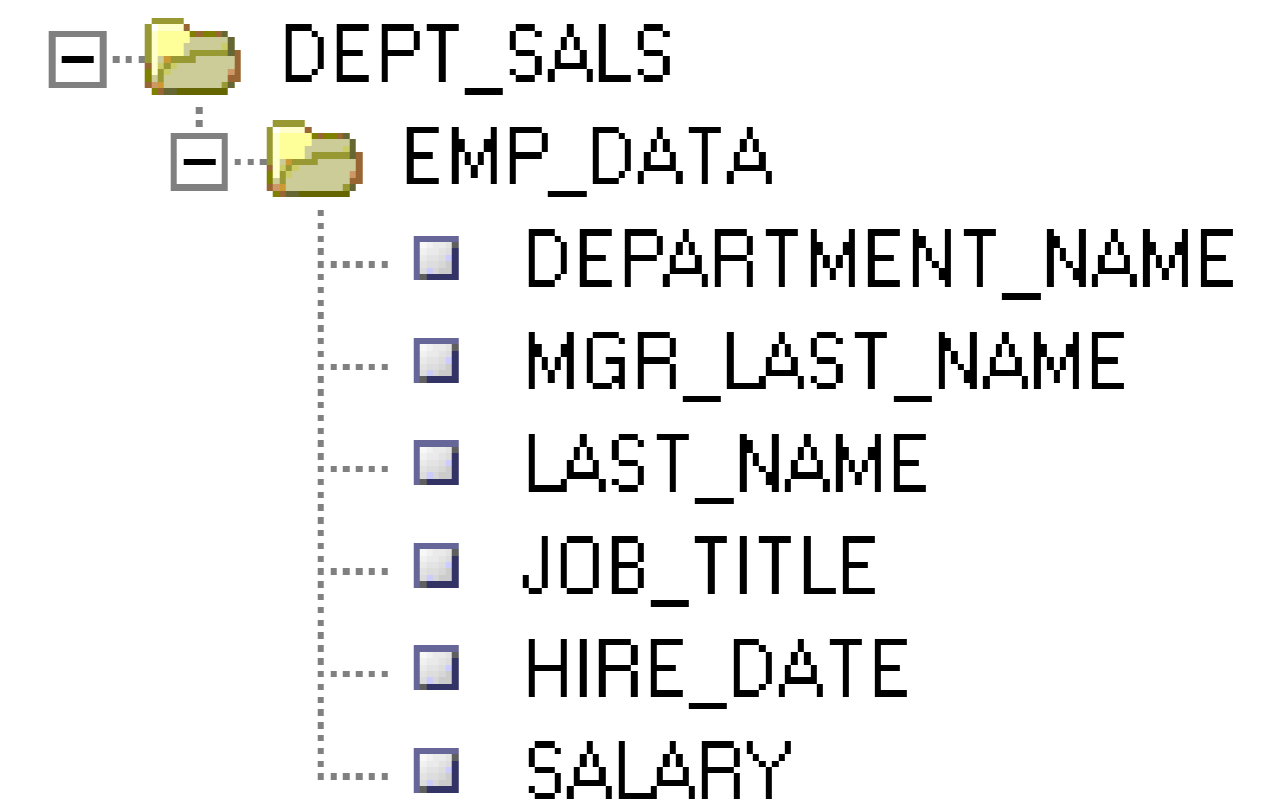 DEPT_SALS
EMP_DATA
DEPARTMENT_NAME
MGR_LAST_NAME
LAST_NAME
JOB_TITLE
HIRE_DATE
SALARY